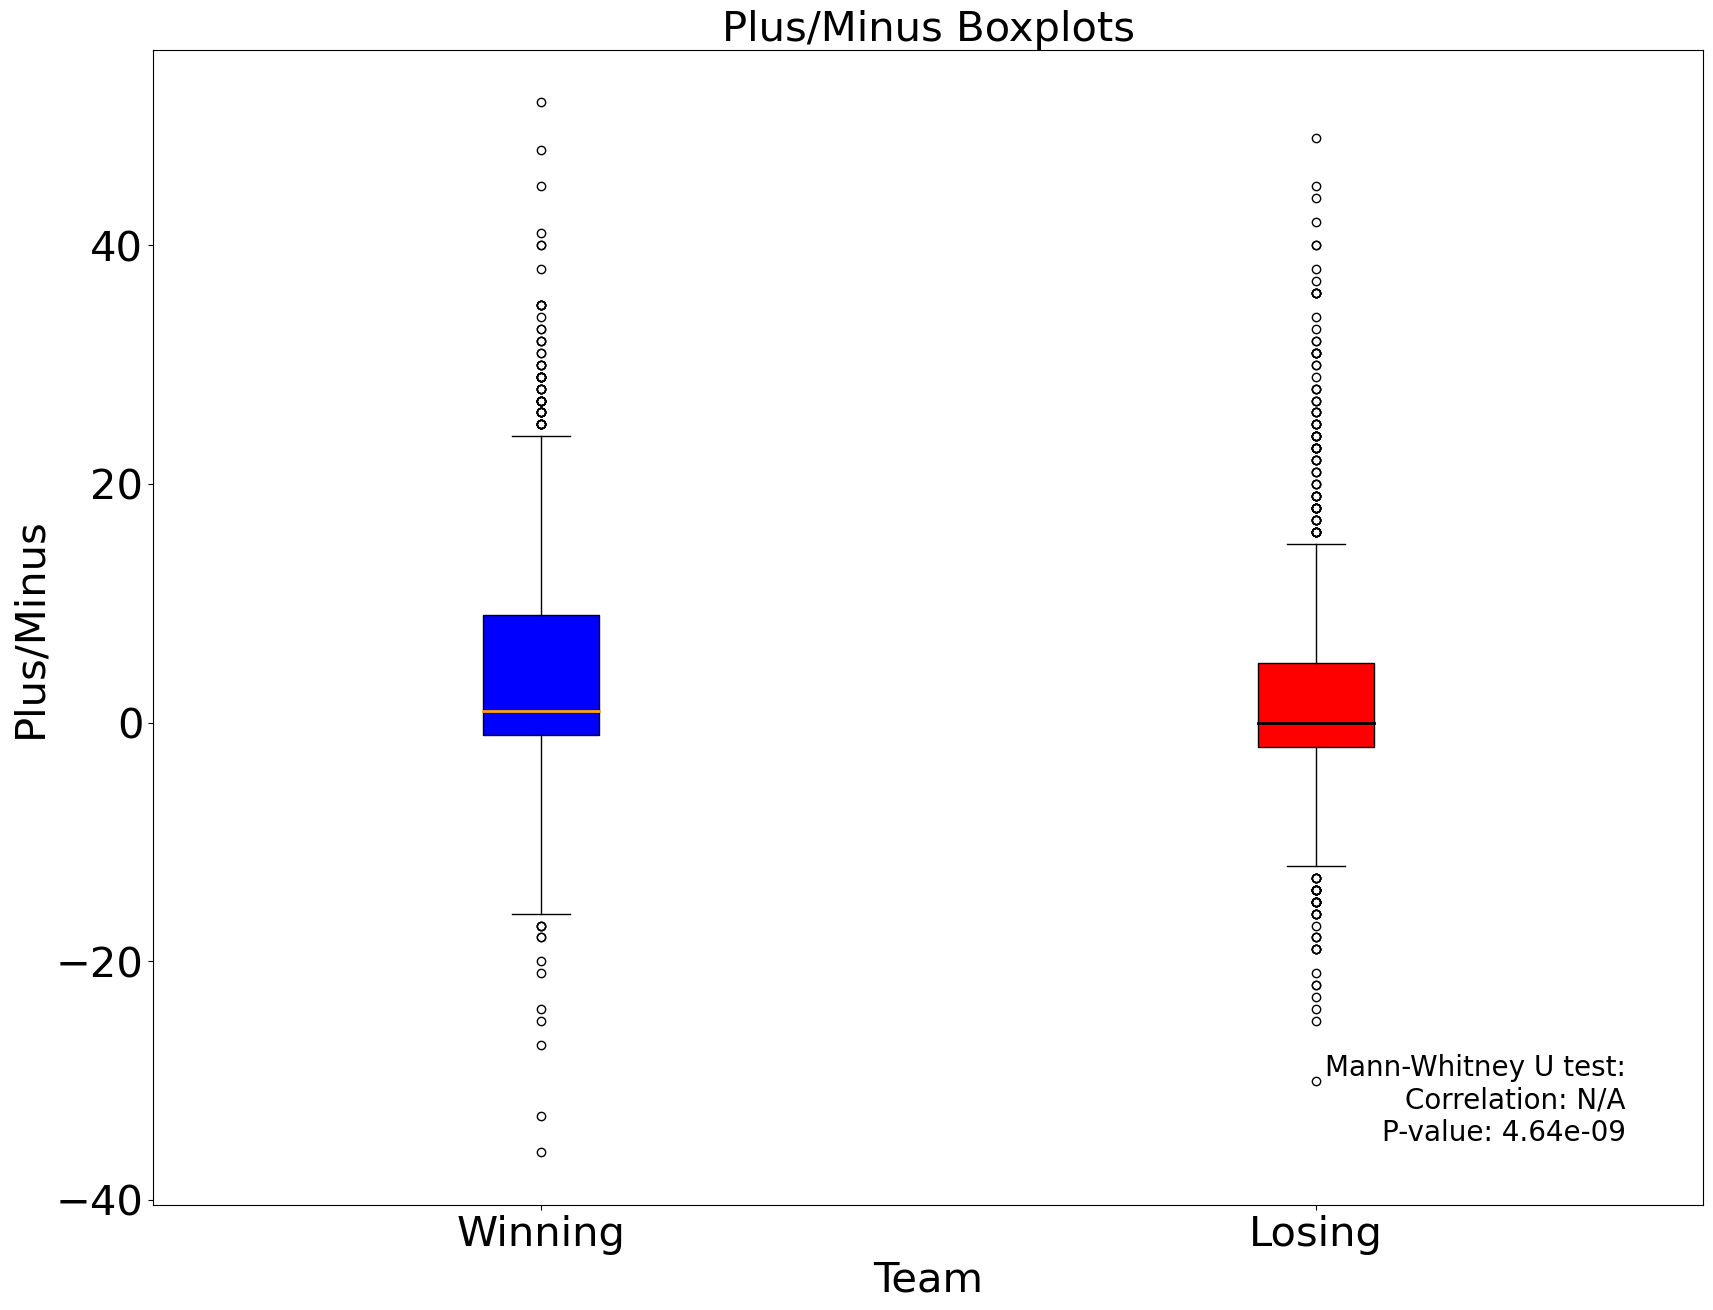 Plus/Minus Boxplots
Plus/Minus
40
20
0
−20
−40
Mann-Whitney U test:
Correlation: N/A
P-value: 4.64e-09
Winning
Losing
Team